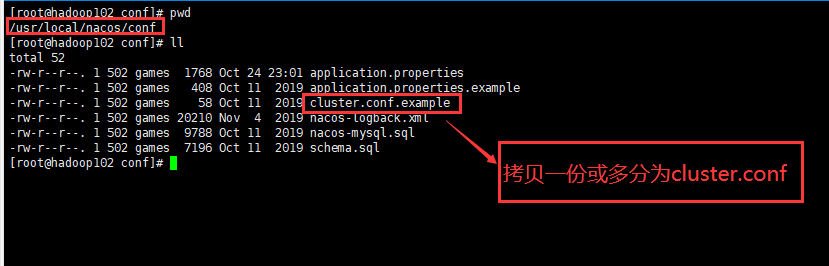 [root@hadoop102 conf]# pwd
/usr/local/nacos/conf
[root@hadoop102 conf]# ll
total 52
-rw-r--r--. 1 502 games  1768 Oct 24 23:01 application.properties
-rw-r--r--. 1 502 games   408 Oct 11  2019 application.properties.example
-rw-r--r--. 1 502 games    58 Oct 11  2019 cluster.conf.example
-rw-r--r--. 1 502 games 20210 Nov  4  2019 nacos-logback.xml
-rw-r--r--. 1 502 games  9788 Oct 11  2019 nacos-mysql.sql
-rw-r--r--. 1 502 games  7196 Oct 11  2019 schema.sql
[root@hadoop102 conf]#
拷贝一份或多分为cluster.conf